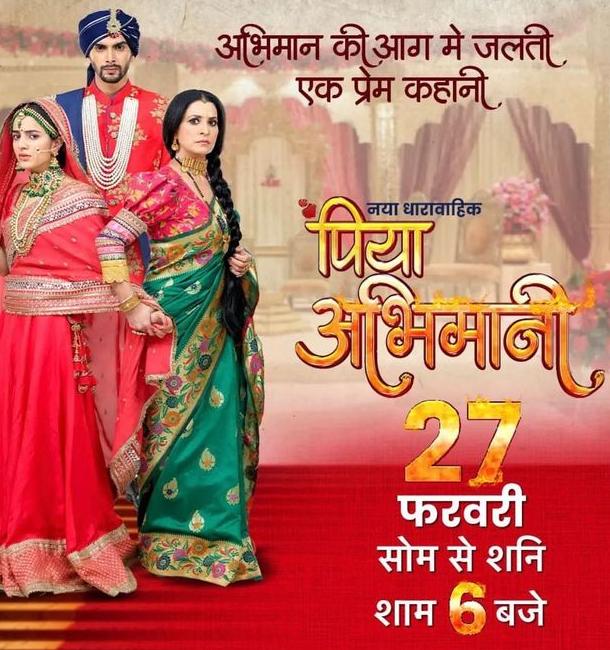 अभिमान की आग मे जलती
एक प्रेम कहानी
नया धारावाहिक
पिया
अभिमानी
27
फरवरी
सोम से शनि
शाम 6 बजे